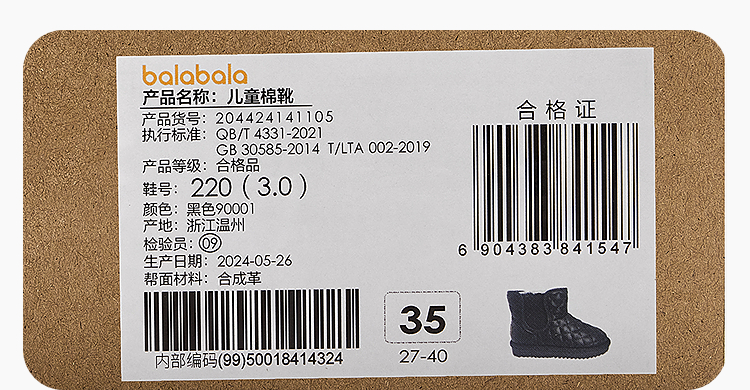 balabala
产品名称：儿童棉靴
产品货号：204424141105
执行标准：QB/T 4331-2021
GB 30585-2014 T/LTA 002-2019
产品等级：合格品
鞋号：220（3.0）
颜色：黑色90001
产地：浙江温州
检验员：09
生产日期：2024-05-26
帮面材料：合成革
内部编码(99)50018414324
合格证
6 904383 841547
35
27-40